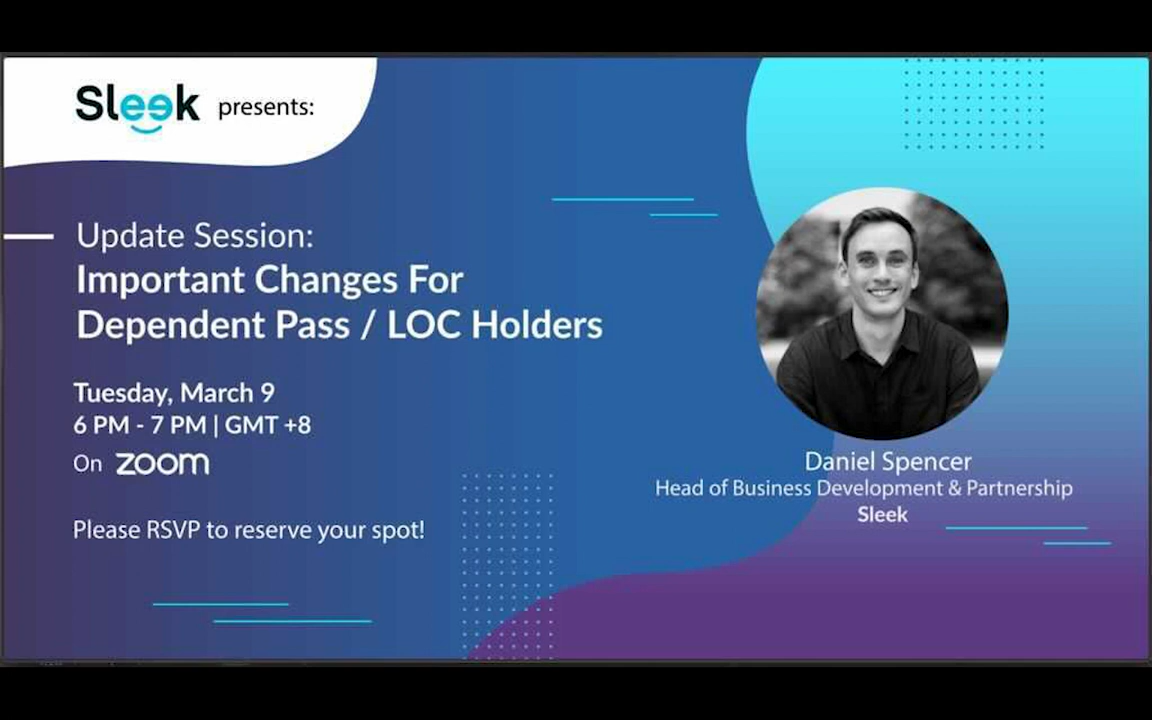 Sleek presents:
Update Session:
Important Changes For
Dependent Pass / LOC Holders
Tuesday, March 9
6 PM - 7 PM | GMT +8
On zoom
Please RSVP to reserve your spot!
Daniel Spencer
Head of Business Development & Partnership
Sleek